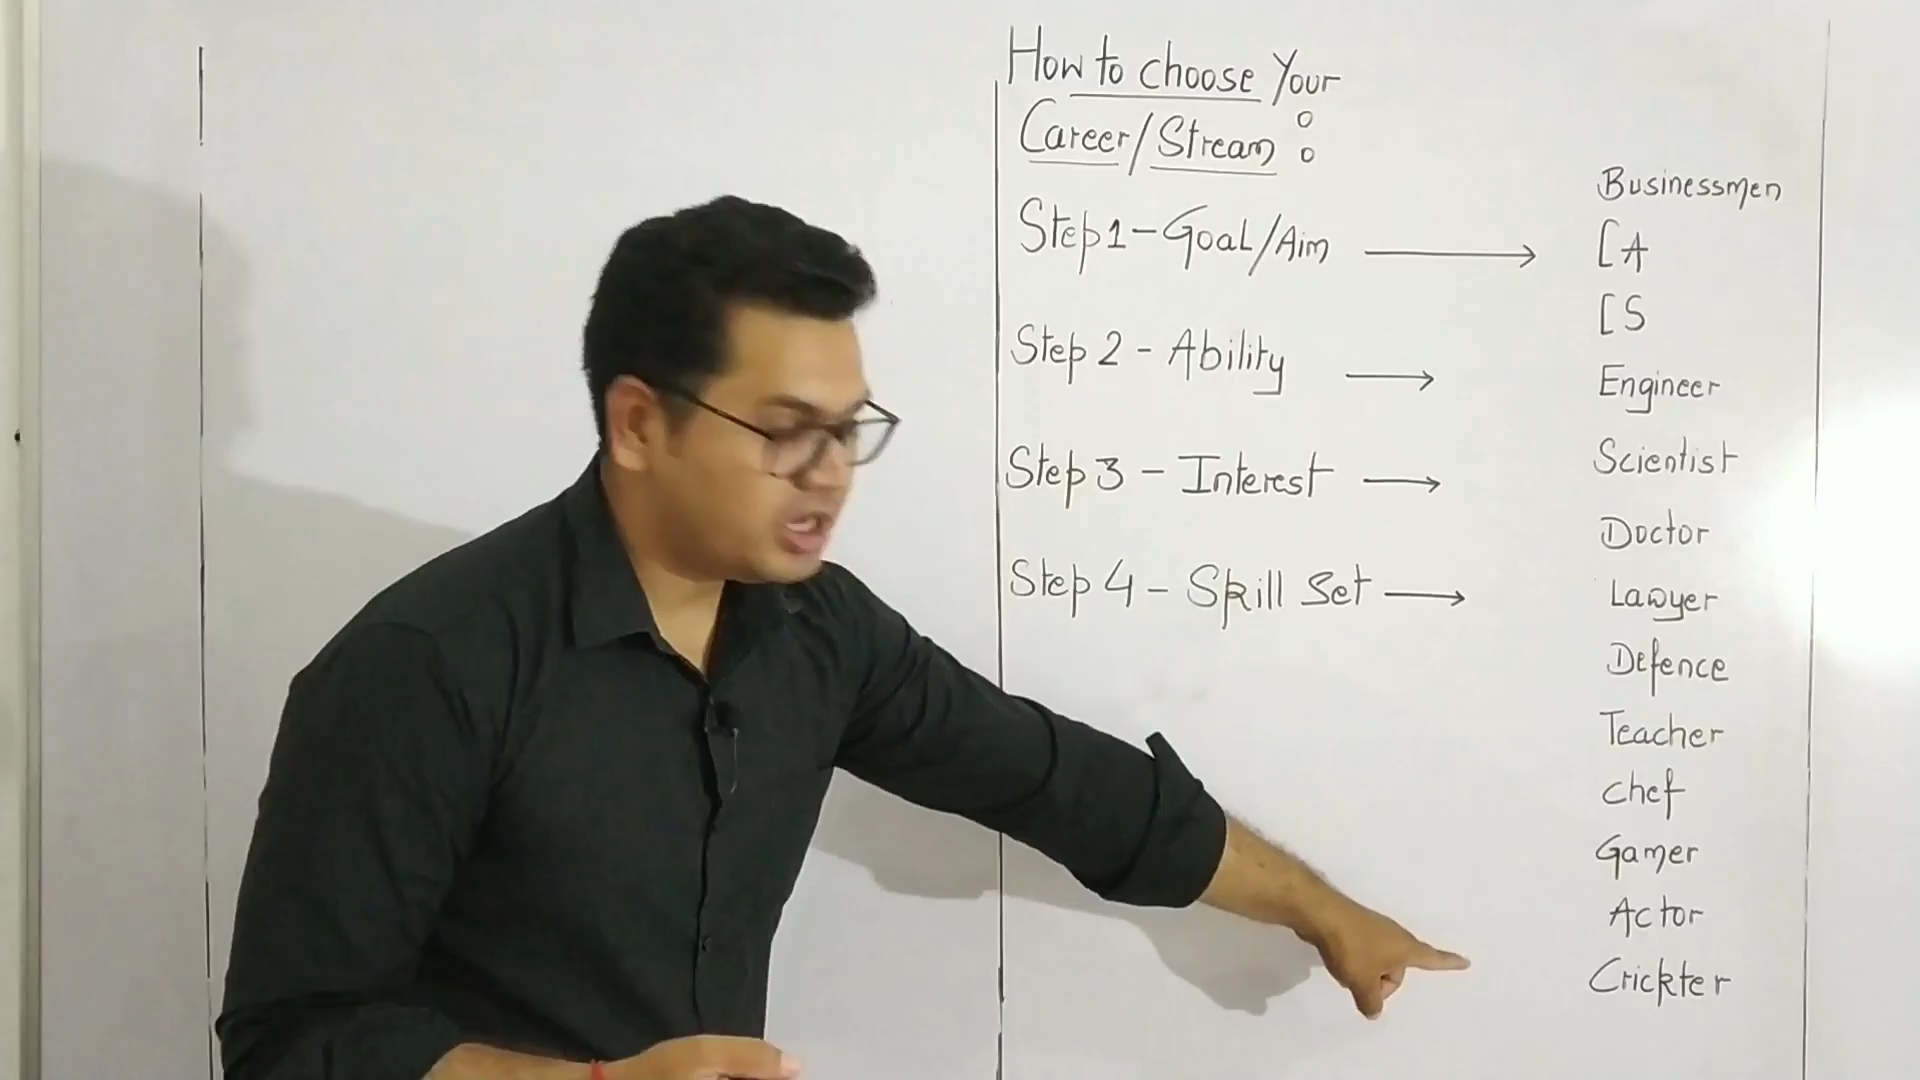 How to choose Your
Career/Stream :
Step 1 - Goal/Aim →
Step 2 - Ability →
Step 3 - Interest →
Step 4 - Skill Set →
Businessmen
CA
CS
Engineer
Scientist
Doctor
Lawyer
Defence
Teacher
Chef
Gamer
Actor
Crickter